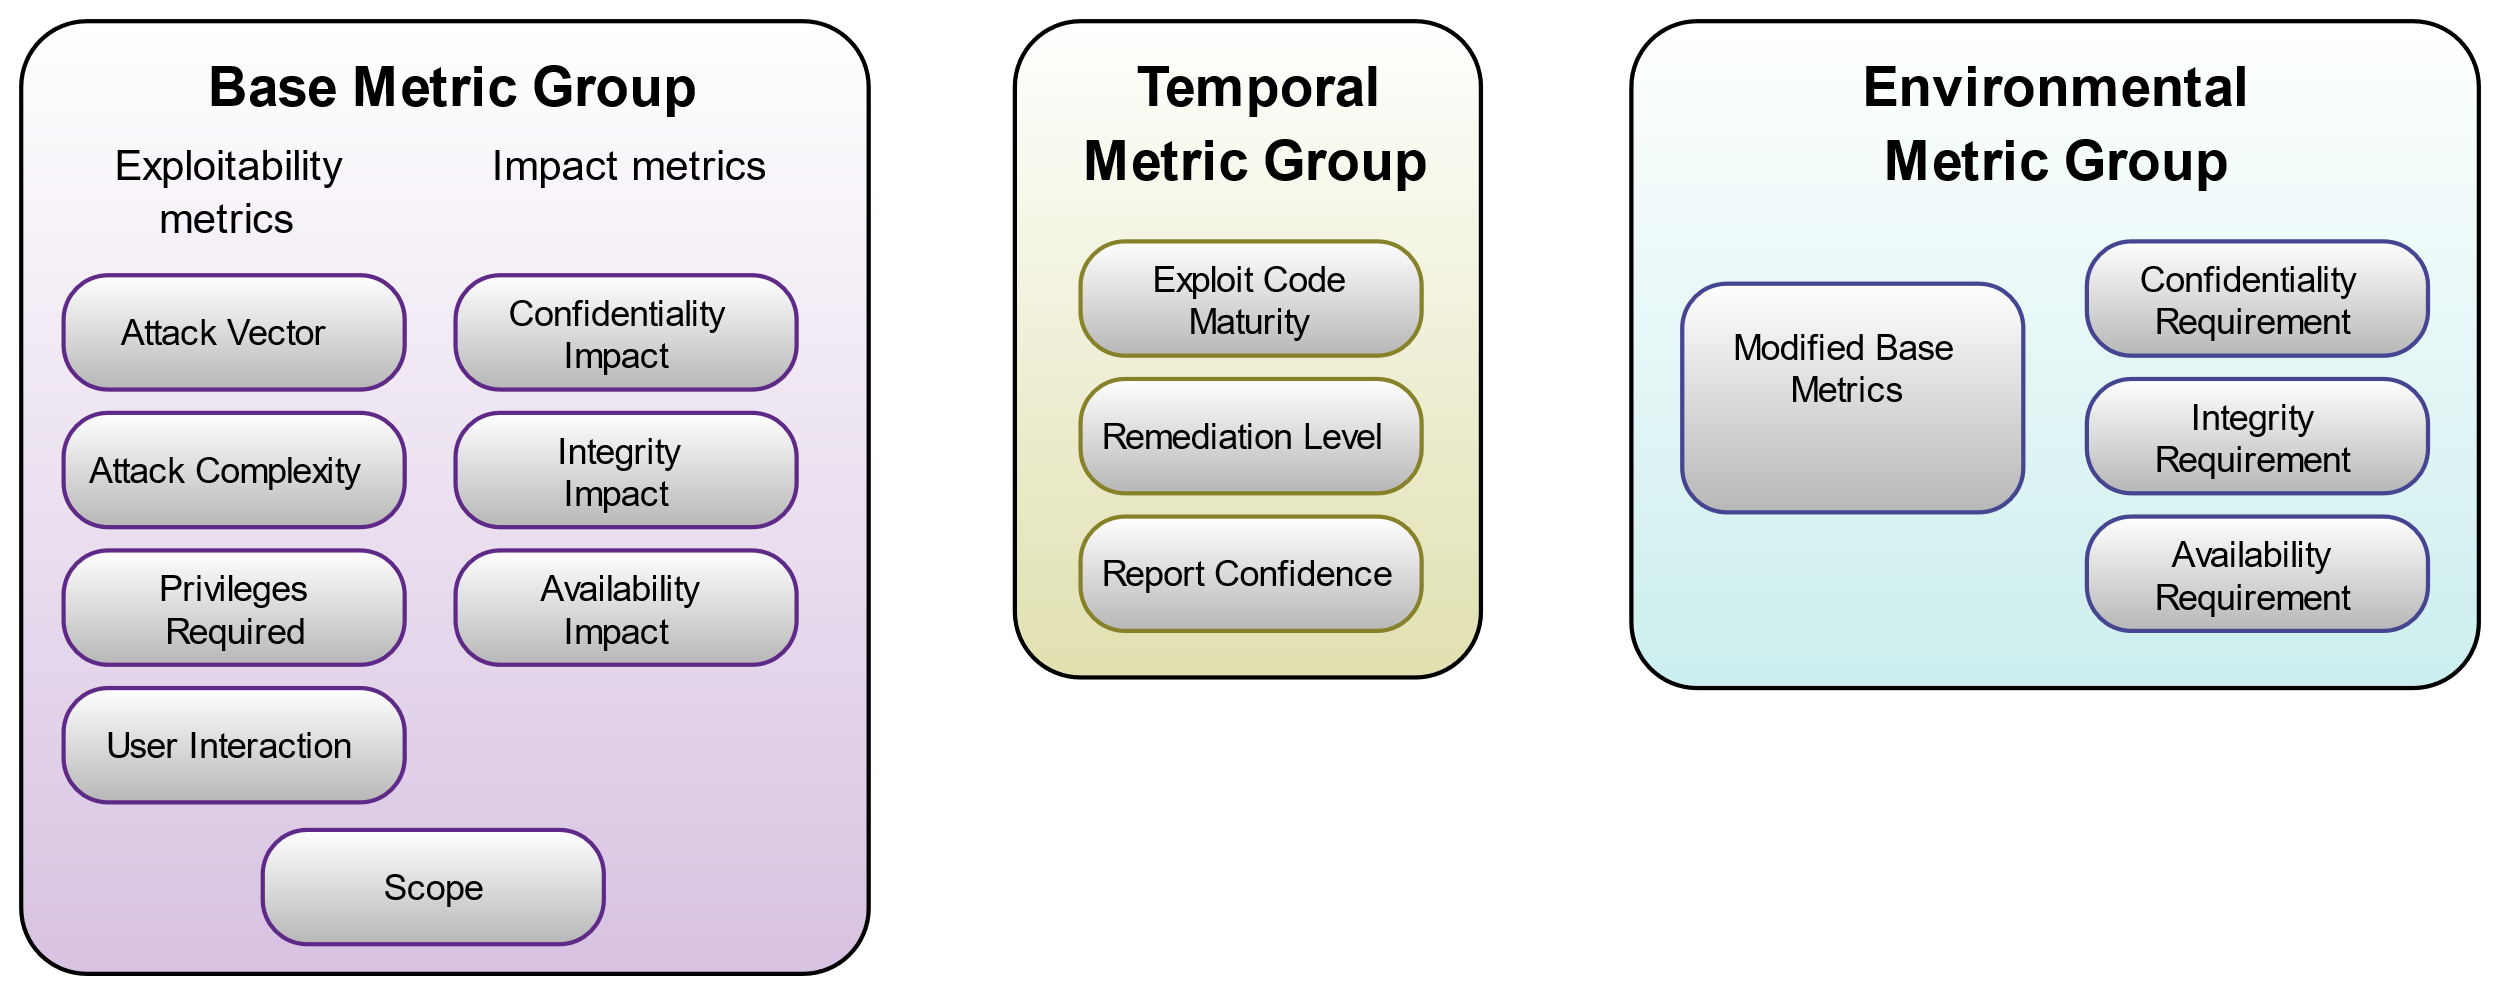 Base Metric Group
Exploitability
metrics
Impact metrics
Attack Vector
Attack Complexity
Privileges
Required
User Interaction
Confidentiality
Impact
Integrity
Impact
Availability
Impact
Scope
Temporal
Metric Group
Exploit Code
Maturity
Remediation Level
Report Confidence
Environmental
Metric Group
Modified Base
Metrics
Confidentiality
Requirement
Integrity
Requirement
Availability
Requirement